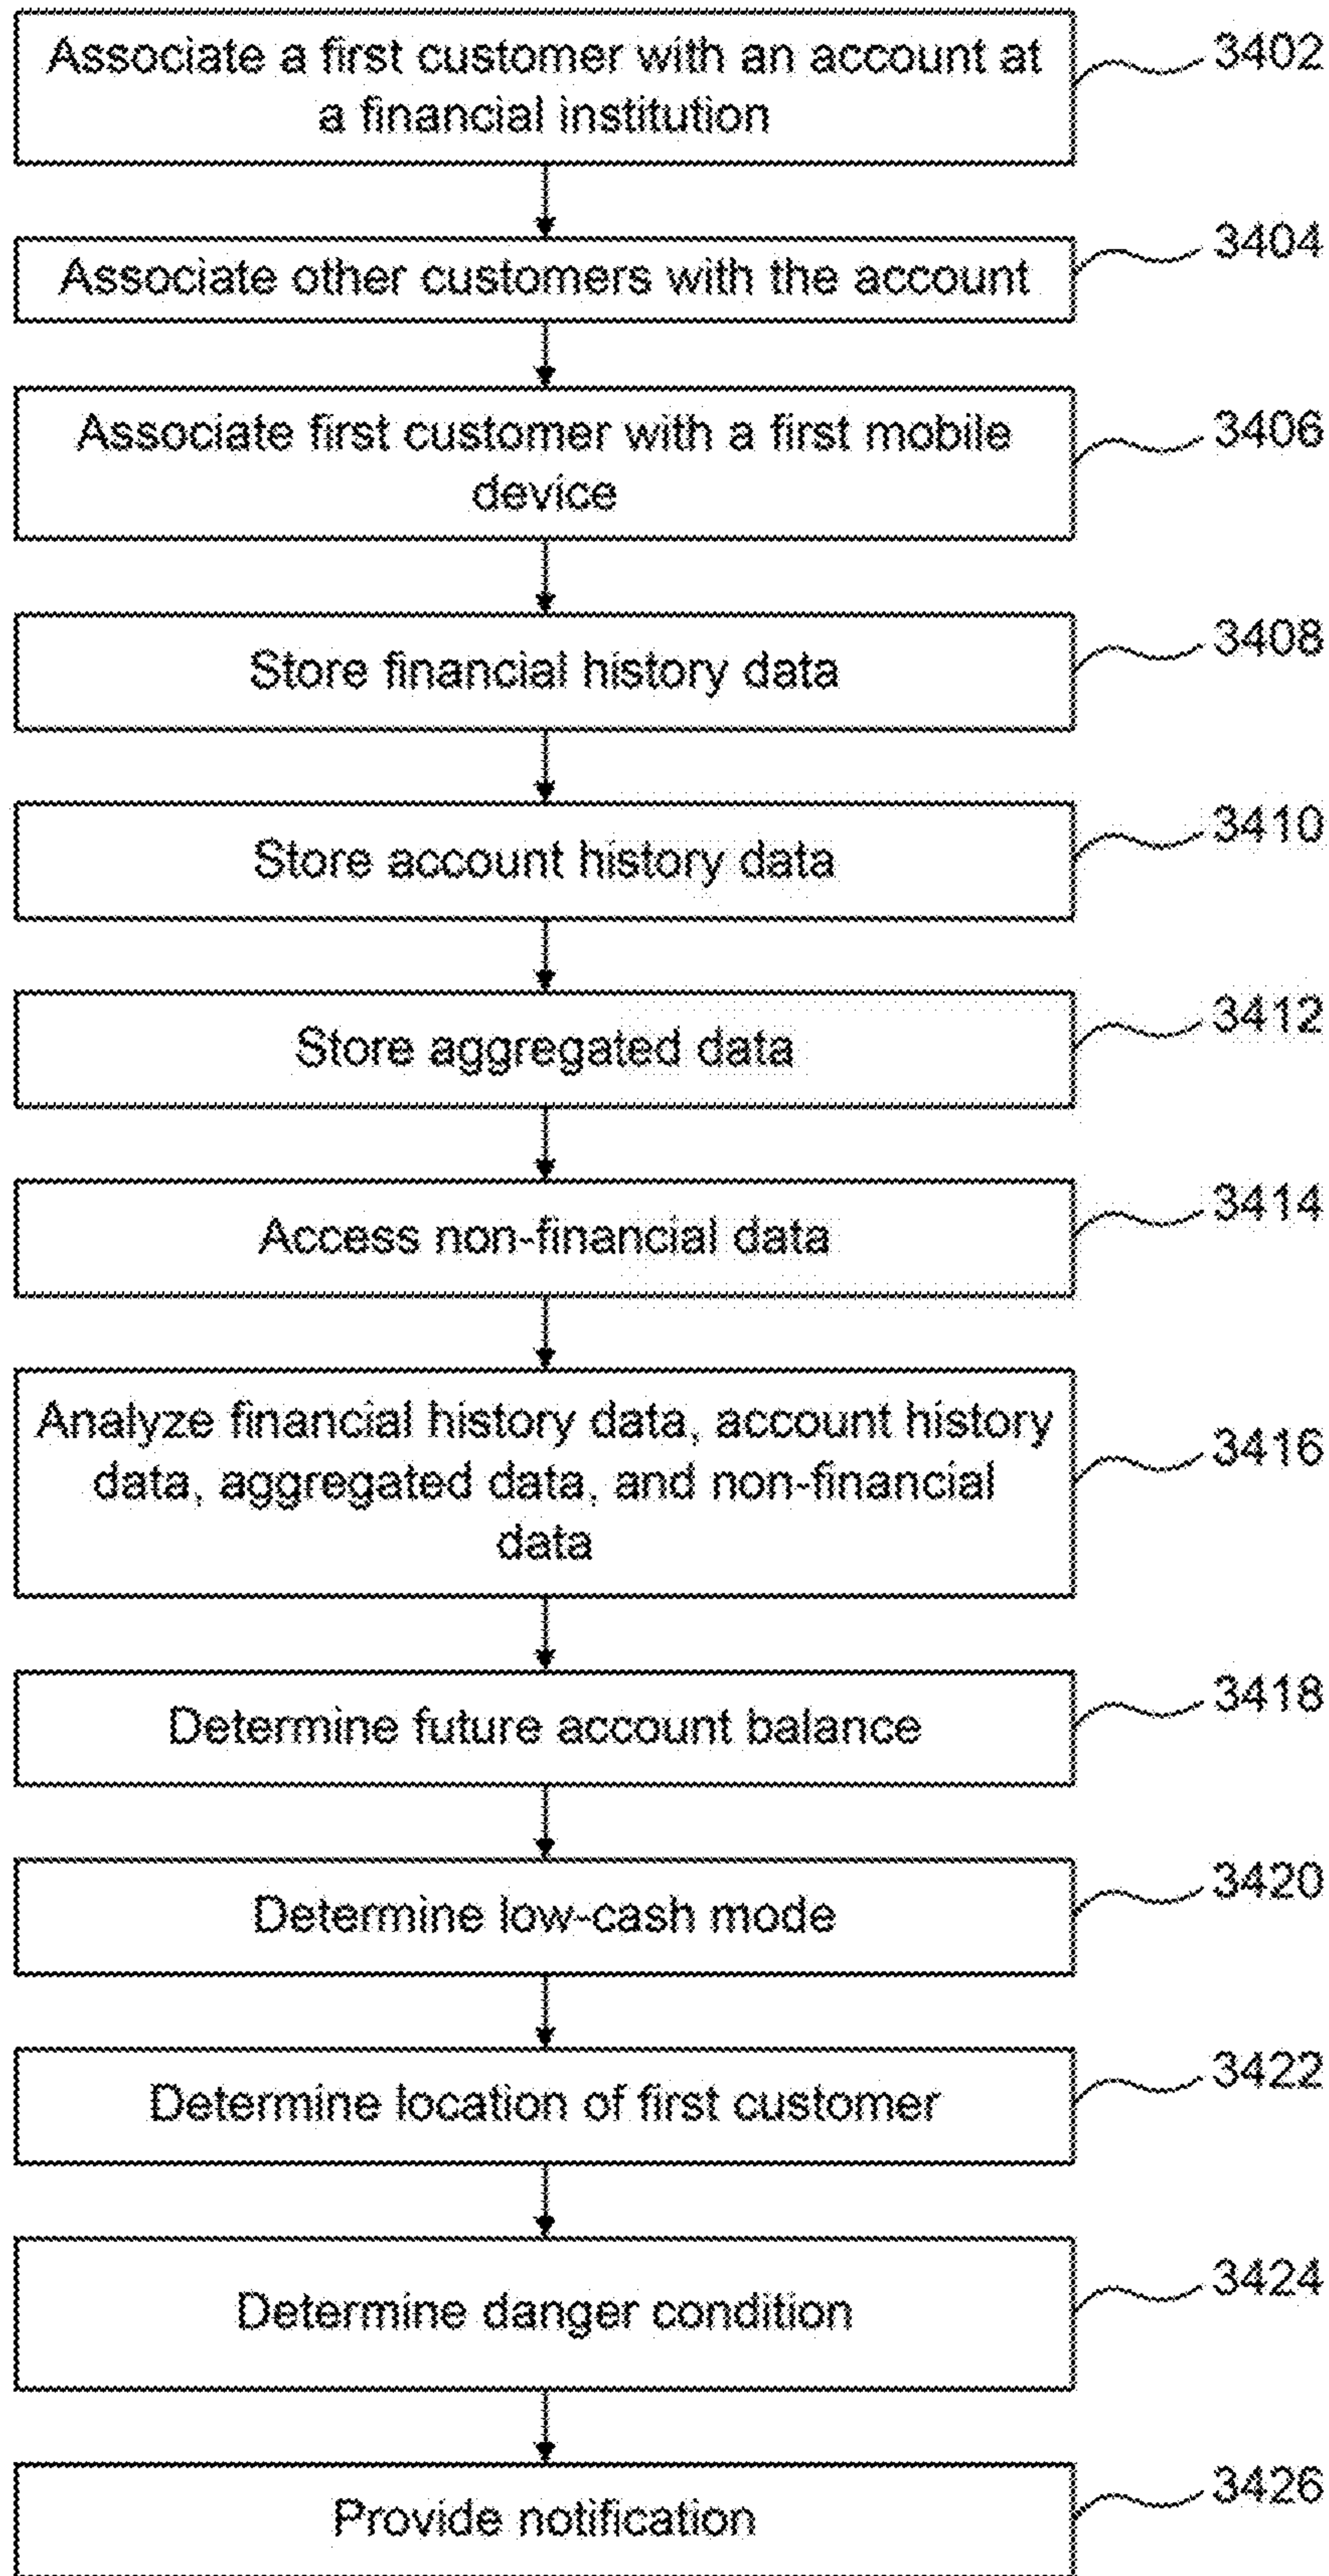 Associate a first customer with an account at
a financial institution
3402
Associate other customers with the account
3404
Associate first customer with a first mobile
device
3406
Store financial history data
3408
Store account history data
3410
Store aggregated data
3412
Access non-financial data
3414
Analyze financial history data, account history
data, aggregated data, and non-financial
data
3416
Determine future account balance
3418
Determine low-cash mode
3420
Determine location of first customer
3422
Determine danger condition
3424
Provide notification
3426